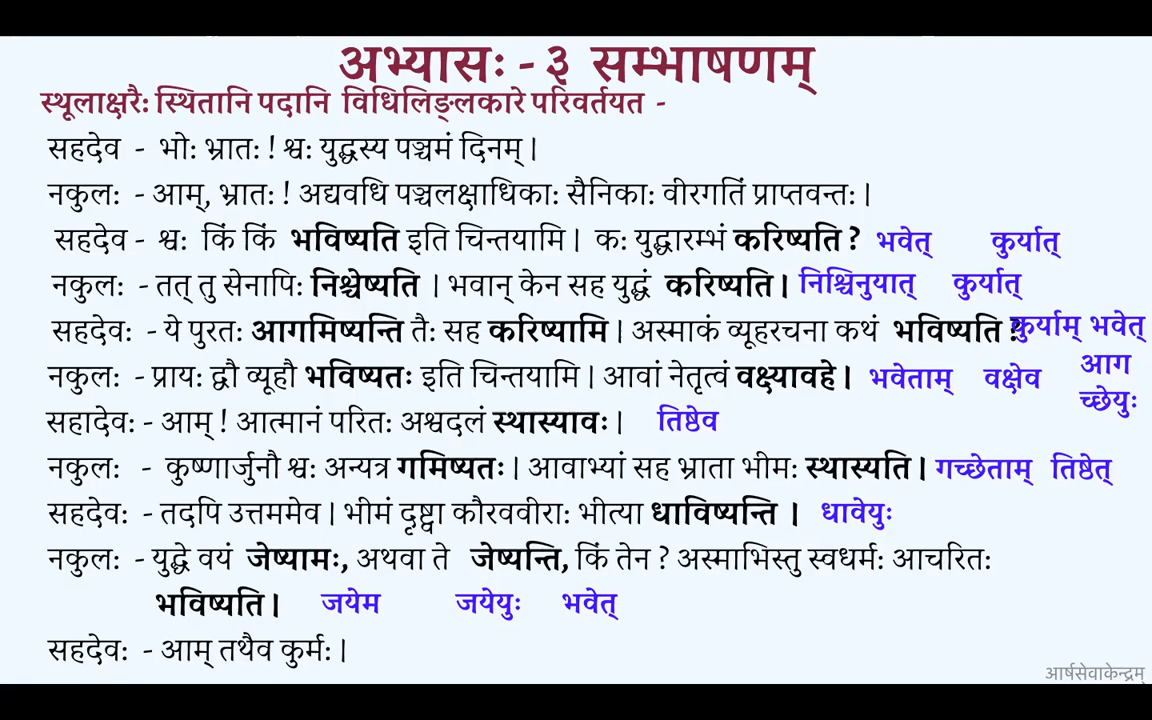 अभ्यासः - ३ सम्भाषणम्
स्थूलाक्षरैः स्थितानि पदानि विधिलिङ्लकारे परिवर्तयत -
सहदेव - भोः भ्रातः ! श्वः युद्धस्य पञ्चमं दिनम् |
नकुलः - आम्, भ्रातः ! अद्यवधि पञ्चलक्षाधिकाः सैनिकाः वीरगतिं प्राप्तवन्तः |
सहदेव - श्वः किं किं भविष्यति इति चिन्तयामि | कः युद्धारम्भं करिष्यति ? भवेत् कुर्यात्
नकुलः - तत् तु सेनापिः निश्चेष्यति | भवान् केन सह युद्धं करिष्यति | निश्चिनुयात् कुर्यात्
सहदेवः - ये पुरतः आगमिष्यन्ति तैः सह करिष्यामि | अस्माकं व्यूहरचना कथं भविष्यति ? कुर्याम् भवेत्
नकुलः - प्रायः द्वौ व्यूहौ भविष्यतः इति चिन्तयामि | आवां नेतृत्वं वक्ष्यावहे | भवेताम् वक्षेव आग
च्छेयुः
सहादेवः - आम् ! आत्मानं परितः अश्वदलं स्थास्यावः | तिष्ठेव
नकुलः - कुष्णार्जुनौ श्वः अन्यत्र गमिष्यतः | आवाभ्यां सह भ्राता भीमः स्थास्यति | गच्छेताम् तिष्ठेत्
सहदेवः - तदपि उत्तममेव | भीमं दृष्ट्वा कौरववीराः भीत्या धाविष्यन्ति | धावेयुः
नकुलः - युद्धे वयं जेष्यामः, अथवा ते जेष्यन्ति, किं तेन ? अस्माभिस्तु स्वधर्मः आचरितः
भविष्यति | जयेम जयेयुः भवेत्
सहदेवः - आम् तथैव कुर्मः |
आर्षसेवाकेन्द्रम्